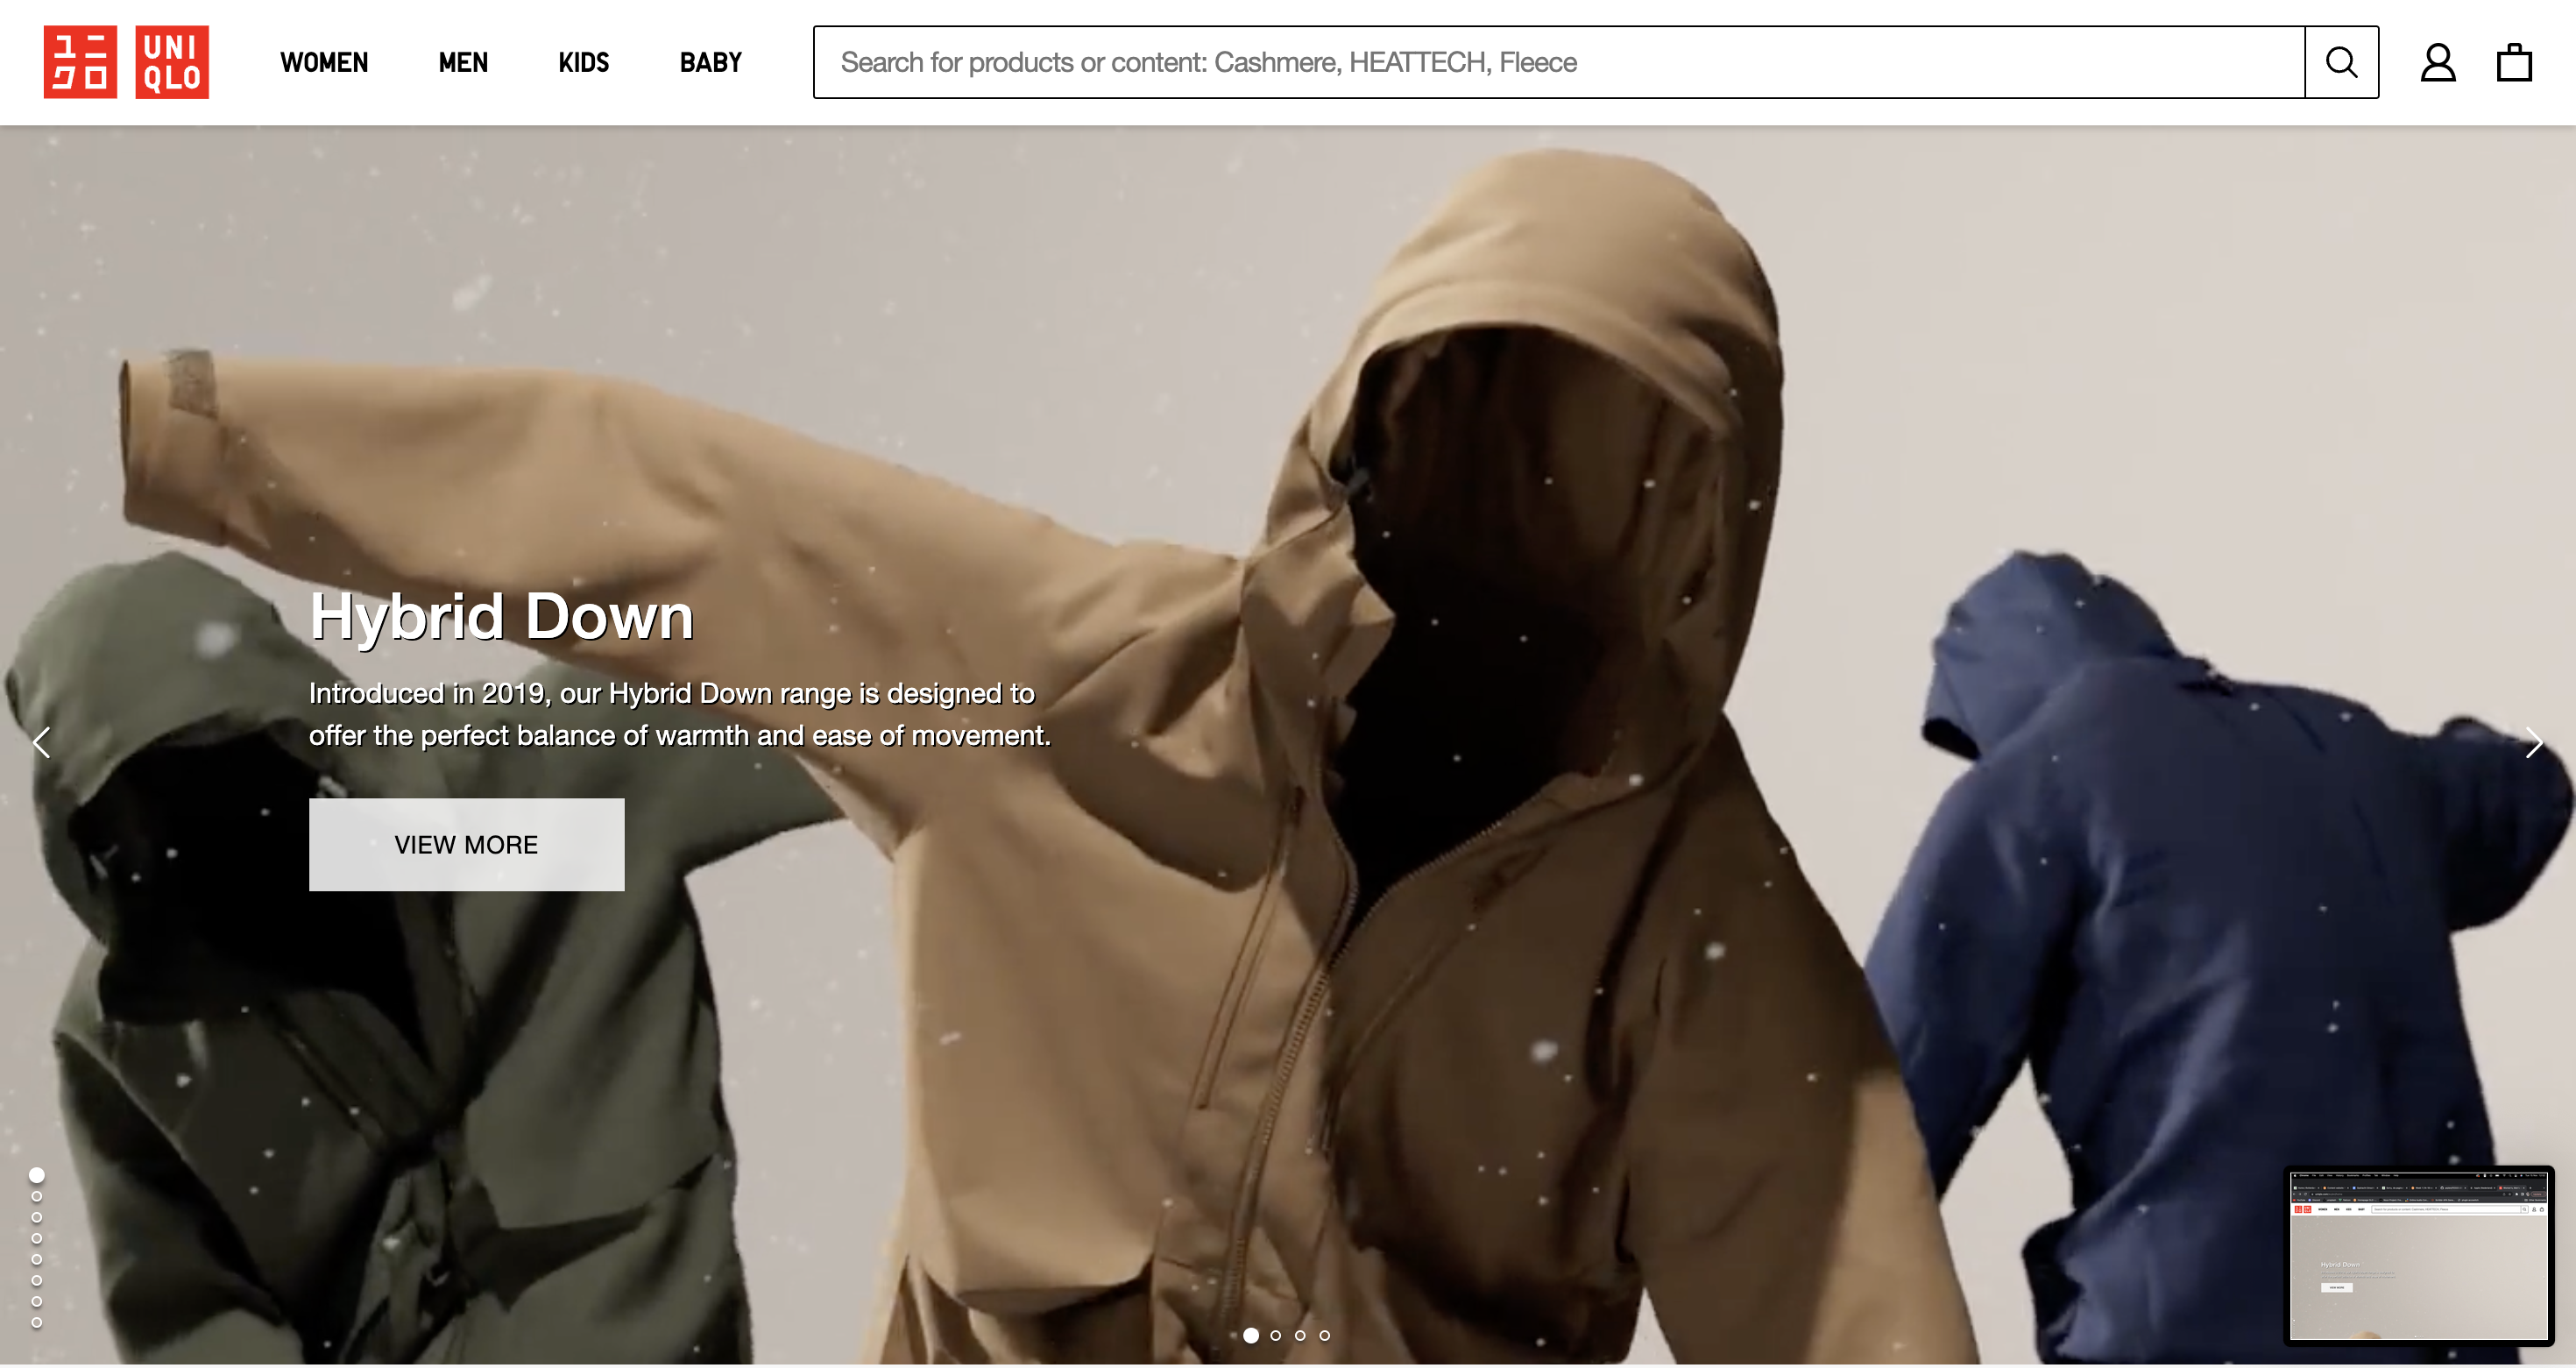 ユニ
クロ
UNI
QLO
WOMEN
MEN
KIDS
BABY
Search for products or content: Cashmere, HEATTECH, Fleece
Hybrid Down
Introduced in 2019, our Hybrid Down range is designed to
offer the perfect balance of warmth and ease of movement.
VIEW MORE
Hybrid Down